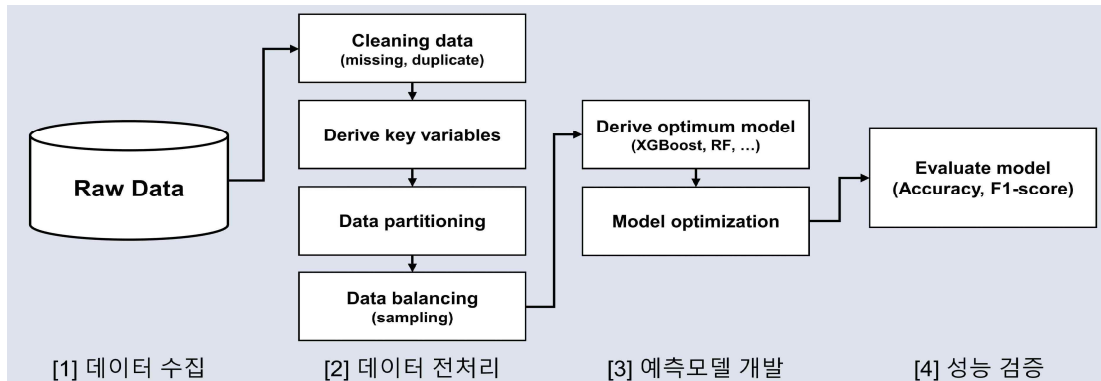 Raw Data
Cleaning data
(missing, duplicate)
Derive key variables
Data partitioning
Data balancing
(sampling)
Derive optimum model
(XGBoost, RF, …)
Model optimization
Evaluate model
(Accuracy, F1-score)
[1] 데이터 수집
[2] 데이터 전처리
[3] 예측모델 개발
[4] 성능 검증